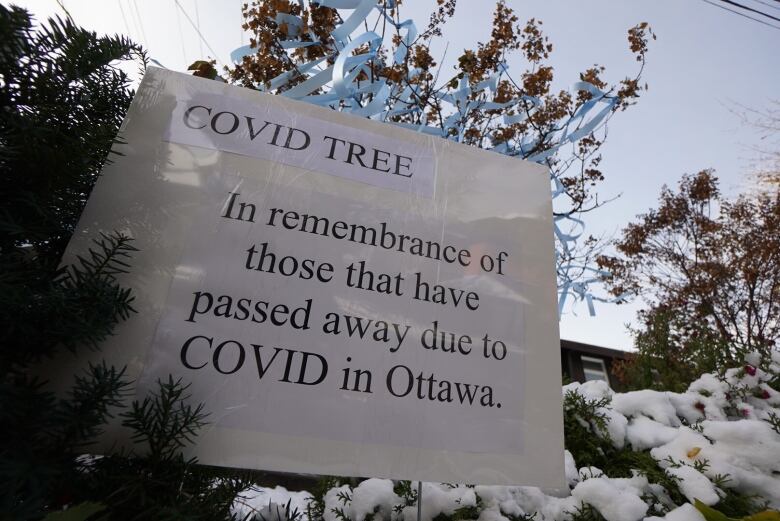 COVID TREE
In remembrance of
those that have
passed away due to
COVID in Ottawa.